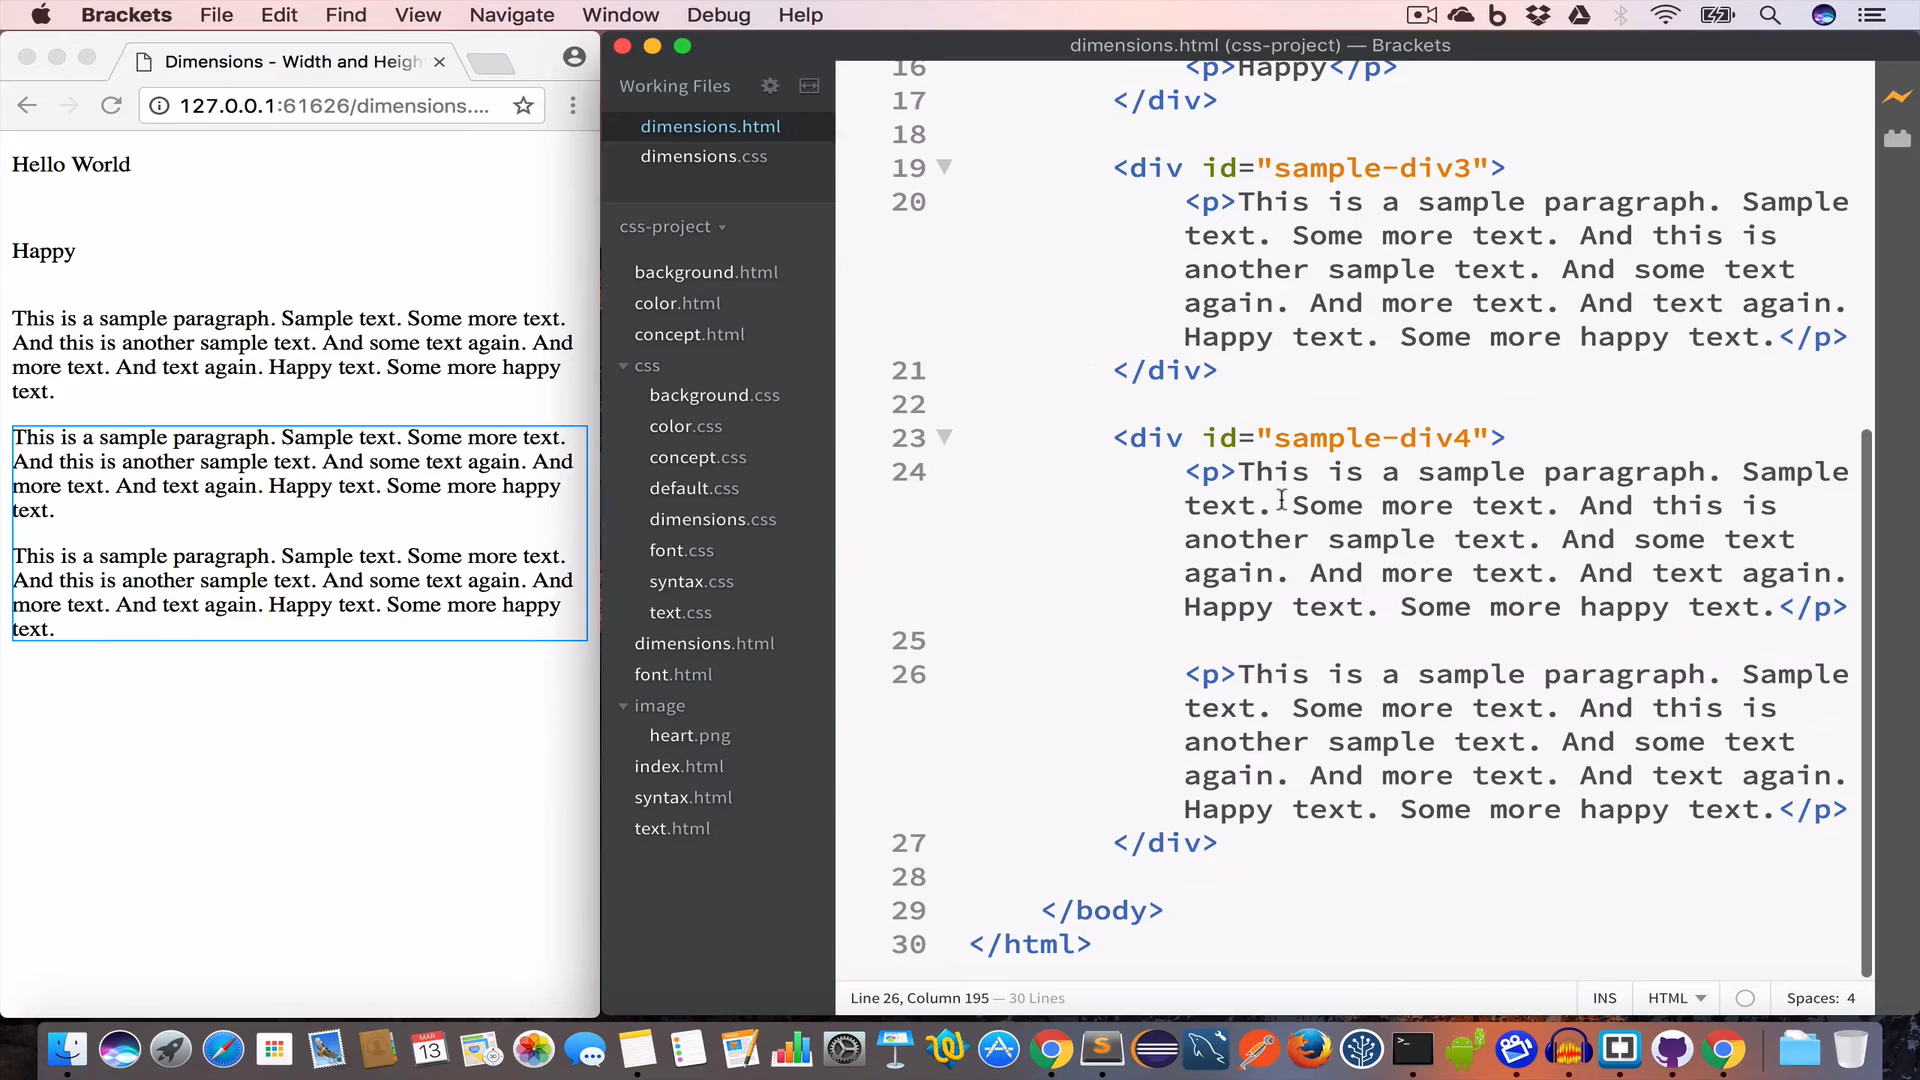 Brackets File Edit Find View Navigate Window Debug Help
Dimensions - Width and Heigh
127.0.0.1:61626/dimensions....
Hello World
Happy
This is a sample paragraph. Sample text. Some more text.
And this is another sample text. And some text again. And
more text. And text again. Happy text. Some more happy
text.
This is a sample paragraph. Sample text. Some more text.
And this is another sample text. And some text again. And
more text. And text again. Happy text. Some more happy
text.
This is a sample paragraph. Sample text. Some more text.
And this is another sample text. And some text again. And
more text. And text again. Happy text. Some more happy
text.
dimensions.html (css-project) — Brackets
Working Files
dimensions.html
dimensions.css
css-project
background.html
color.html
concept.html
css
background.css
color.css
concept.css
default.css
dimensions.css
font.css
syntax.css
text.css
dimensions.html
font.html
image
heart.png
index.html
syntax.html
text.html
16 <p>Happy</p>
17 </div>
18
19 <div id="sample-div3">
20 <p>This is a sample paragraph. Sample
text. Some more text. And this is
another sample text. And some text
again. And more text. And text again.
Happy text. Some more happy text.</p>
21 </div>
22
23 <div id="sample-div4">
24 <p>This is a sample paragraph. Sample
text. Some more text. And this is
another sample text. And some text
again. And more text. And text again.
Happy text. Some more happy text.</p>
25
26 <p>This is a sample paragraph. Sample
text. Some more text. And this is
another sample text. And some text
again. And more text. And text again.
Happy text. Some more happy text.</p>
27 </div>
28
29 </body>
30 </html>
Line 26, Column 195 — 30 Lines
INS HTML Spaces: 4
MAR
13